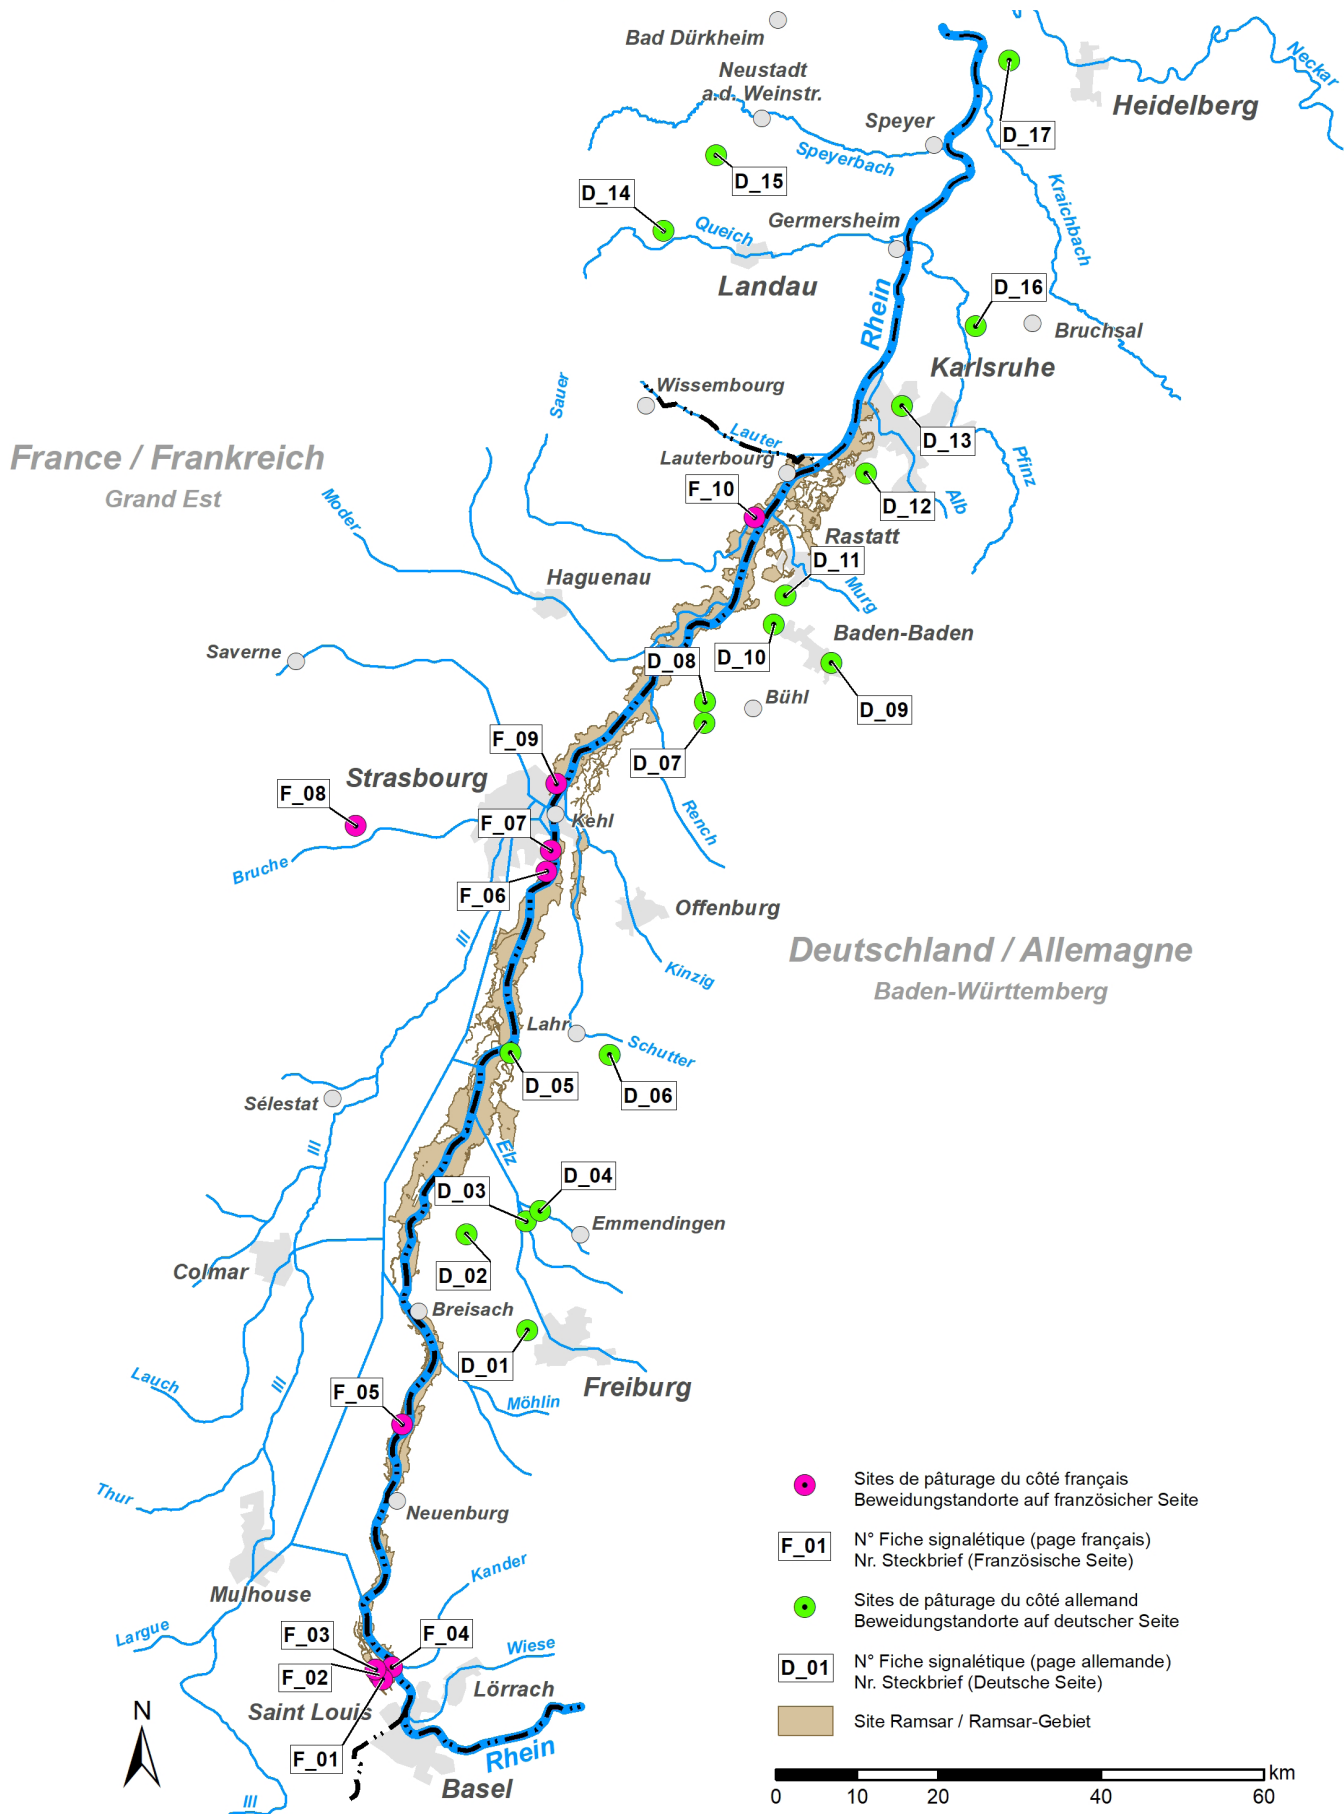 Bad Dürkheim
Neckar
Neustadt
a.d. Weinstr.
Heidelberg
Speyer
D_17
Speyerbach
D_15
D_14
Kraichbach
Germersheim
Queich
Landau
D_16
Rhein
Bruchsal
Karlsruhe
Wissembourg
Sauer
Lauter
D_13
France / Frankreich
Grand Est
Lauterbourg
Pfinz
F_10
Moder
D_12
Alb
Rastatt
D_11
Haguenau
Murg
Baden-Baden
Saverne
D_08
D_10
Bühl
D_09
F_09
D_07
Strasbourg
F_08
F_07
Kehl
Rench
Bruche
F_06
Offenburg
Ill
Deutschland / Allemagne
Baden-Württemberg
Kinzig
Lahr
Schutter
D_05
D_06
Sélestat
Ill
Elz
D_04
D_03
Emmendingen
Colmar
D_02
Breisach
D_01
Lauch
Ill
F_05
Freiburg
Möhlin
Thur
Neuenburg
Sites de pâturage du côté français
Beweidungstandorte auf französicher Seite
F_01
N° Fiche signalétique (page français)
Nr. Steckbrief (Französische Seite)
Kander
Mulhouse
Sites de pâturage du côté allemand
Beweidungstandorte auf deutscher Seite
Largue
F_03
F_04
Wiese
D_01
N° Fiche signalétique (page allemande)
Nr. Steckbrief (Deutsche Seite)
F_02
Lörrach
Saint Louis
N
Site Ramsar / Ramsar-Gebiet
F_01
Rhein
Basel
km
0 10 20 40 60
Ill